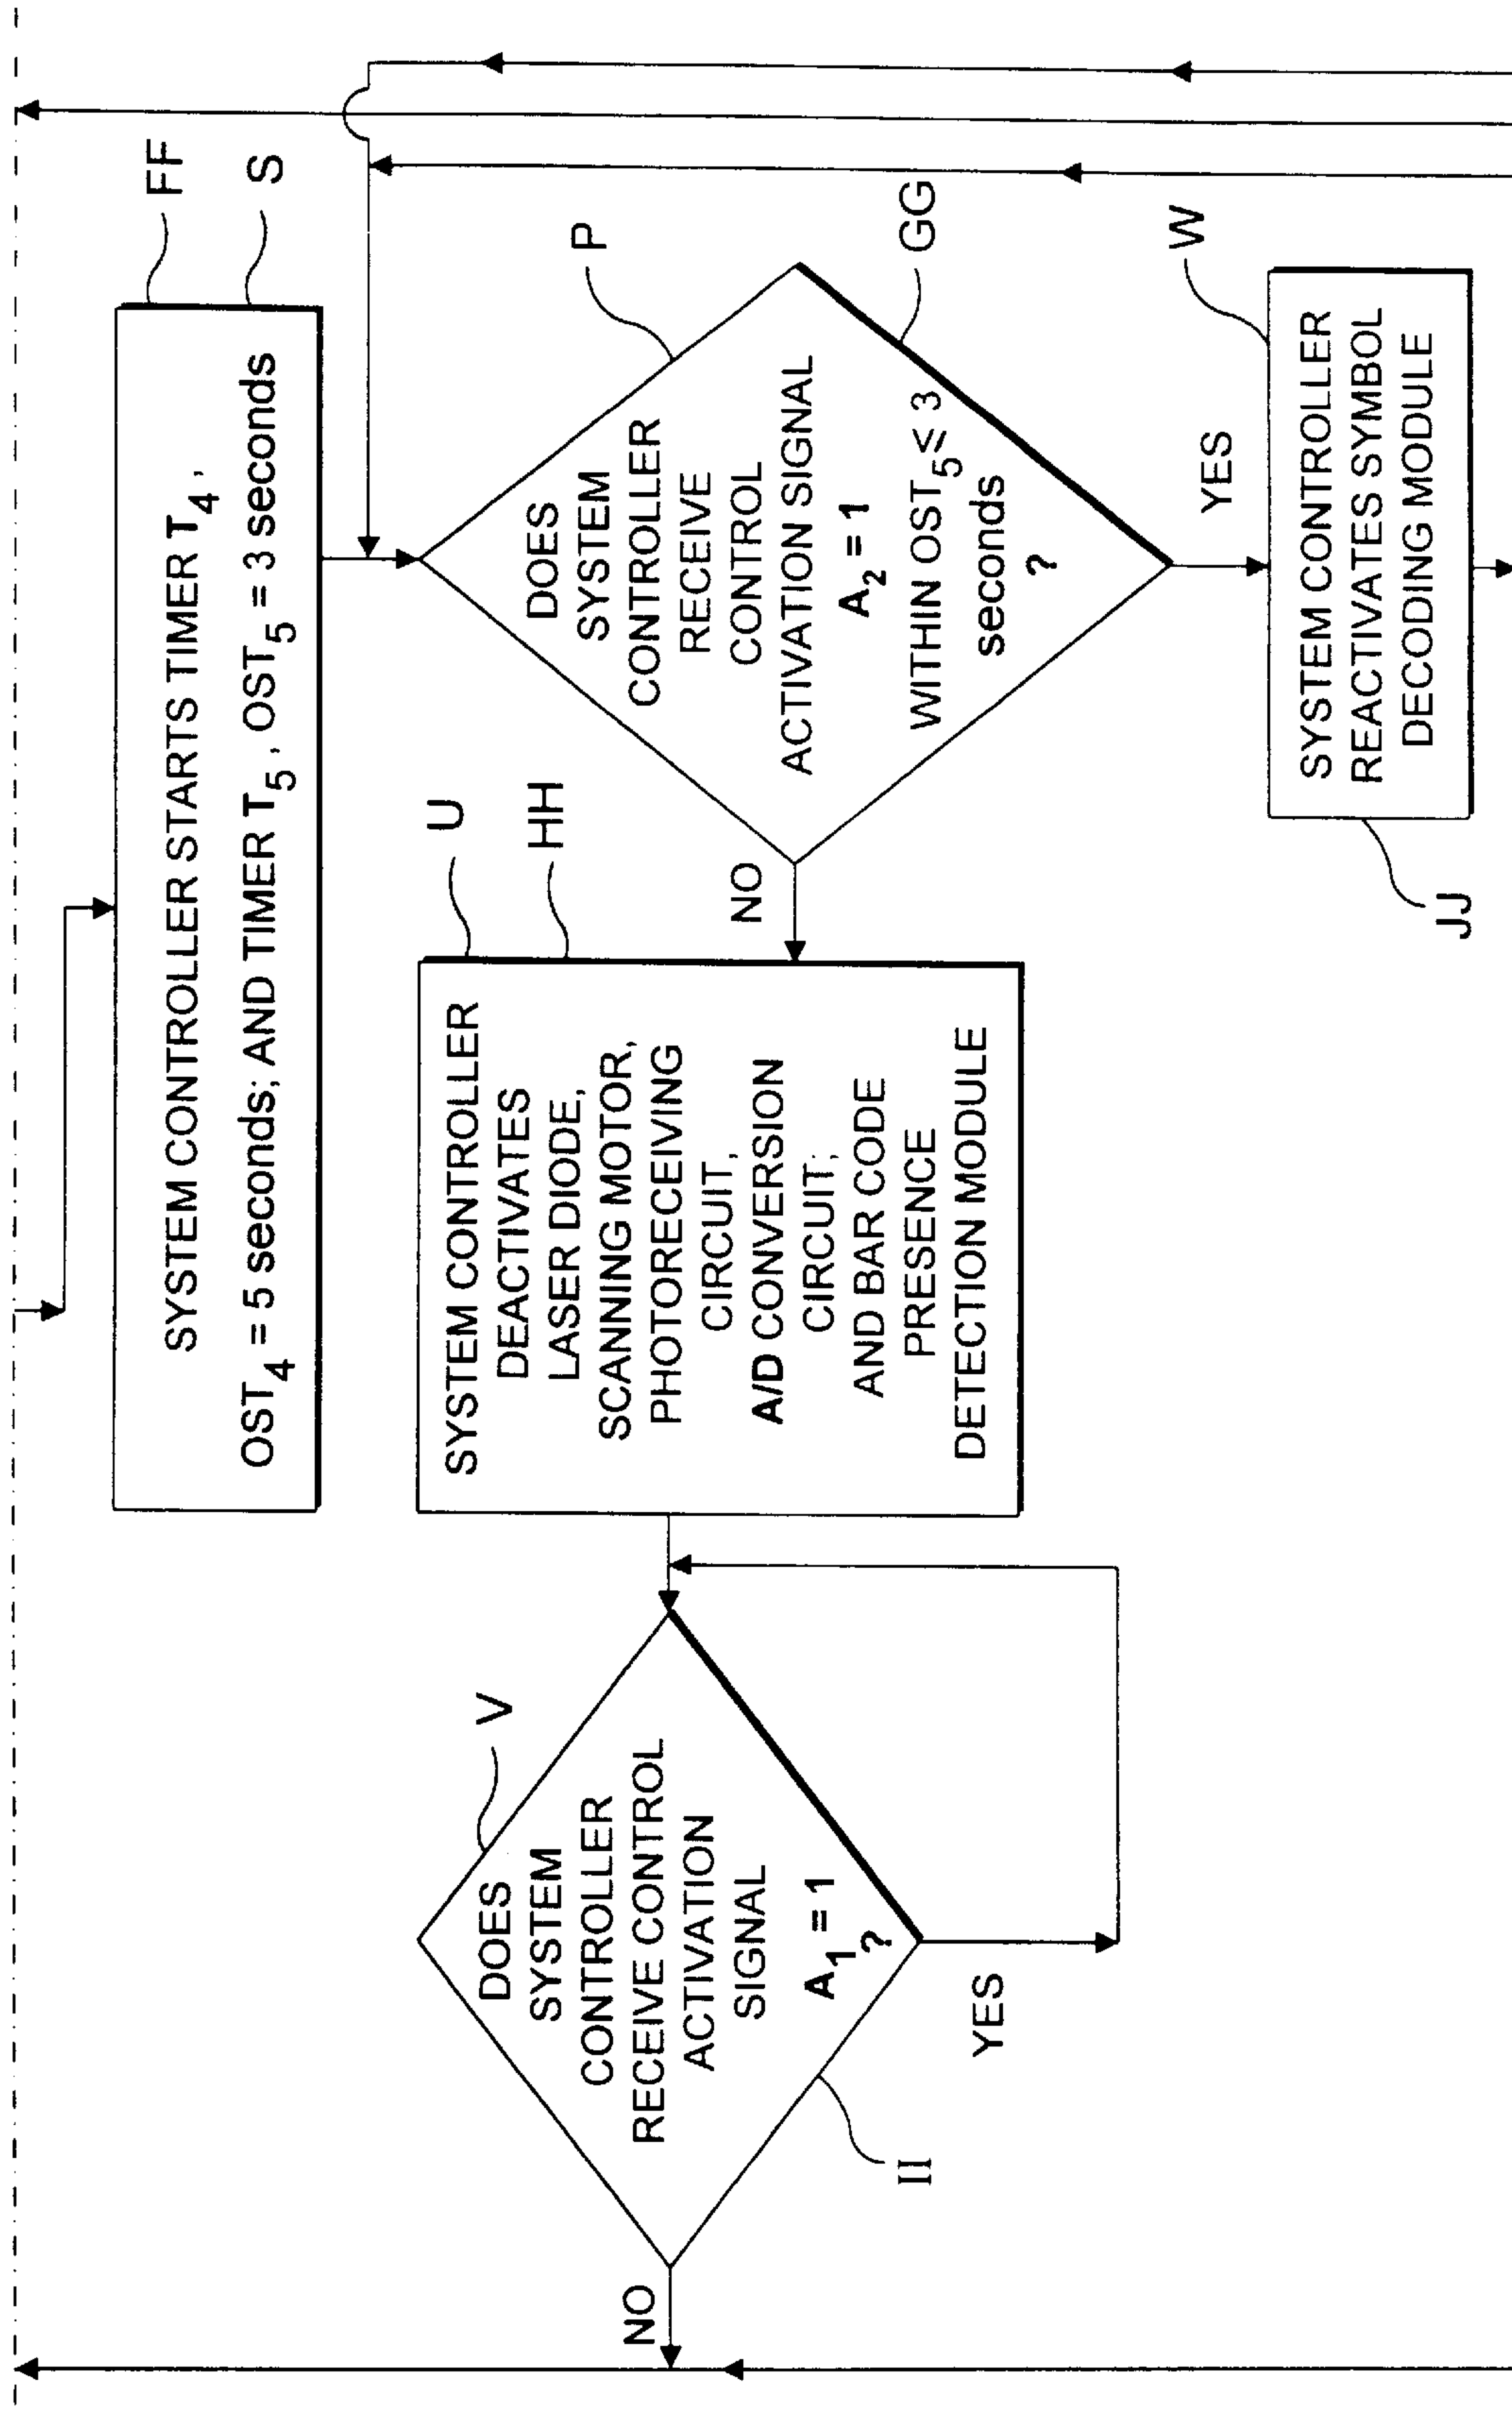 SYSTEM CONTROLLER STARTS TIMER T4,
OST4 = 5 seconds; AND TIMER T5, OST5 = 3 seconds
FF
S
DOES
SYSTEM
CONTROLLER
RECEIVE
CONTROL
ACTIVATION SIGNAL
A2 = 1
WITHIN OST5 < 3
seconds
?
P
GG
NO
YES
SYSTEM CONTROLLER
DEACTIVATES
LASER DIODE,
SCANNING MOTOR,
PHOTORECEIVING
CIRCUIT,
A/D CONVERSION
CIRCUIT,
AND BAR CODE
PRESENCE
DETECTION MODULE
U
HH
DOES
SYSTEM
CONTROLLER
RECEIVE CONTROL
ACTIVATION
SIGNAL
A1 = 1
?
V
II
NO
YES
SYSTEM CONTROLLER
REACTIVATES SYMBOL
DECODING MODULE
W
JJ